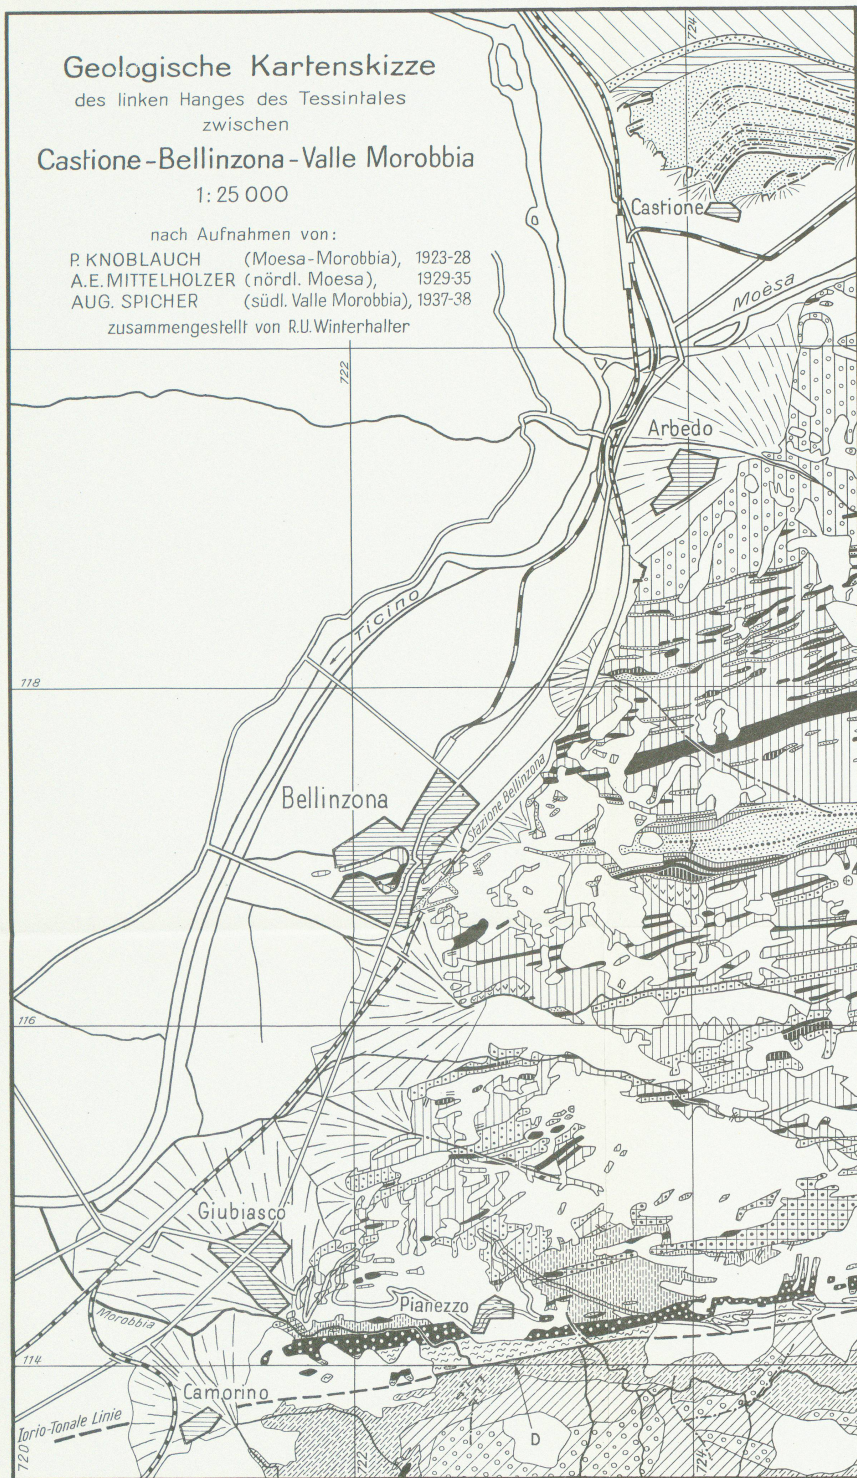 Geologische Kartenskizze
des linken Hanges des Tessintales
zwischen
Castione-Bellinzona-Valle Morobbia
1:25 000
nach Aufnahmen von:
P. KNOBLAUCH (Moesa-Morobbia), 1923-28
A.E. MITTELHOLZER (nördl. Moesa), 1929-35
AUG. SPICHER (südl. Valle Morobbia), 1937-38
zusammengestellt von R.U. Winterhalter
724
Castione
Moësa
722
Arbedo
Ticino
118
Bellinzona
Stazione Bellinzona
116
Giubiasco
Pianezzo
Morobbia
114
Camorino
Iorio-Tonale Linie
720
722
I
D
724